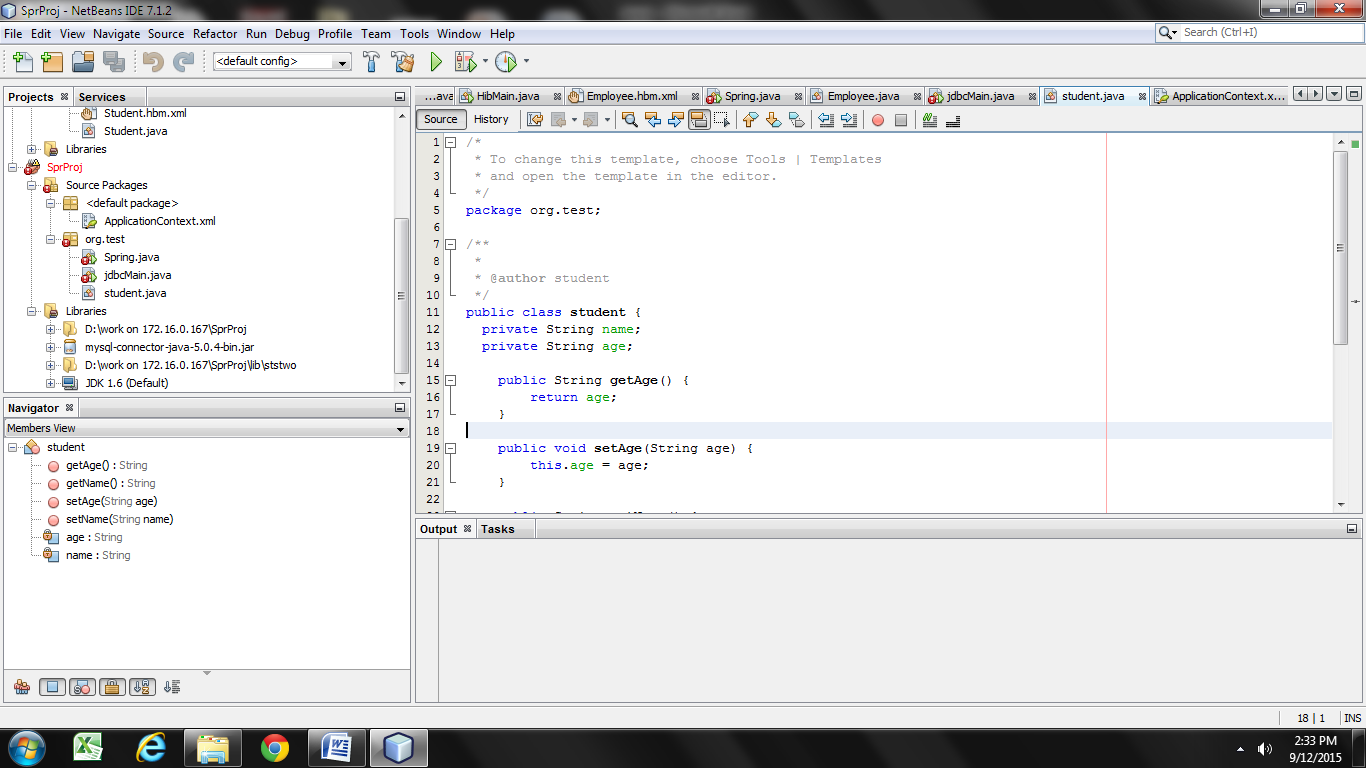 SprProj - NetBeans IDE 7.1.2
File Edit View Navigate Source Refactor Run Debug Profile Team Tools Window Help
Search (Ctrl+I)
<default config>
Projects Services
Student.hbm.xml
Student.java
Libraries
SprProj
Source Packages
<default package>
ApplicationContext.xml
org.test
Spring.java
jdbcMain.java
student.java
Libraries
D:\work on 172.16.0.167\SprProj
mysql-connector-java-5.0.4-bin.jar
D:\work on 172.16.0.167\SprProj\lib\ststwo
JDK 1.6 (Default)
Navigator
Members View
student
getAge() : String
getName() : String
setAge(String age)
setName(String name)
age : String
name : String
...ava HibMain.java Employee.hbm.xml Spring.java Employee.java jdbcMain.java student.java ApplicationContext.x...
Source History
1 /*
2 * To change this template, choose Tools | Templates
3 * and open the template in the editor.
4 */
5 package org.test;
6
7 /**
8 *
9 * @author student
10 */
11 public class student {
12 private String name;
13 private String age;
14
15 public String getAge() {
16 return age;
17 }
18
19 public void setAge(String age) {
20 this.age = age;
21 }
22
Output Tasks
18 | 1 INS
2:33 PM
9/12/2015